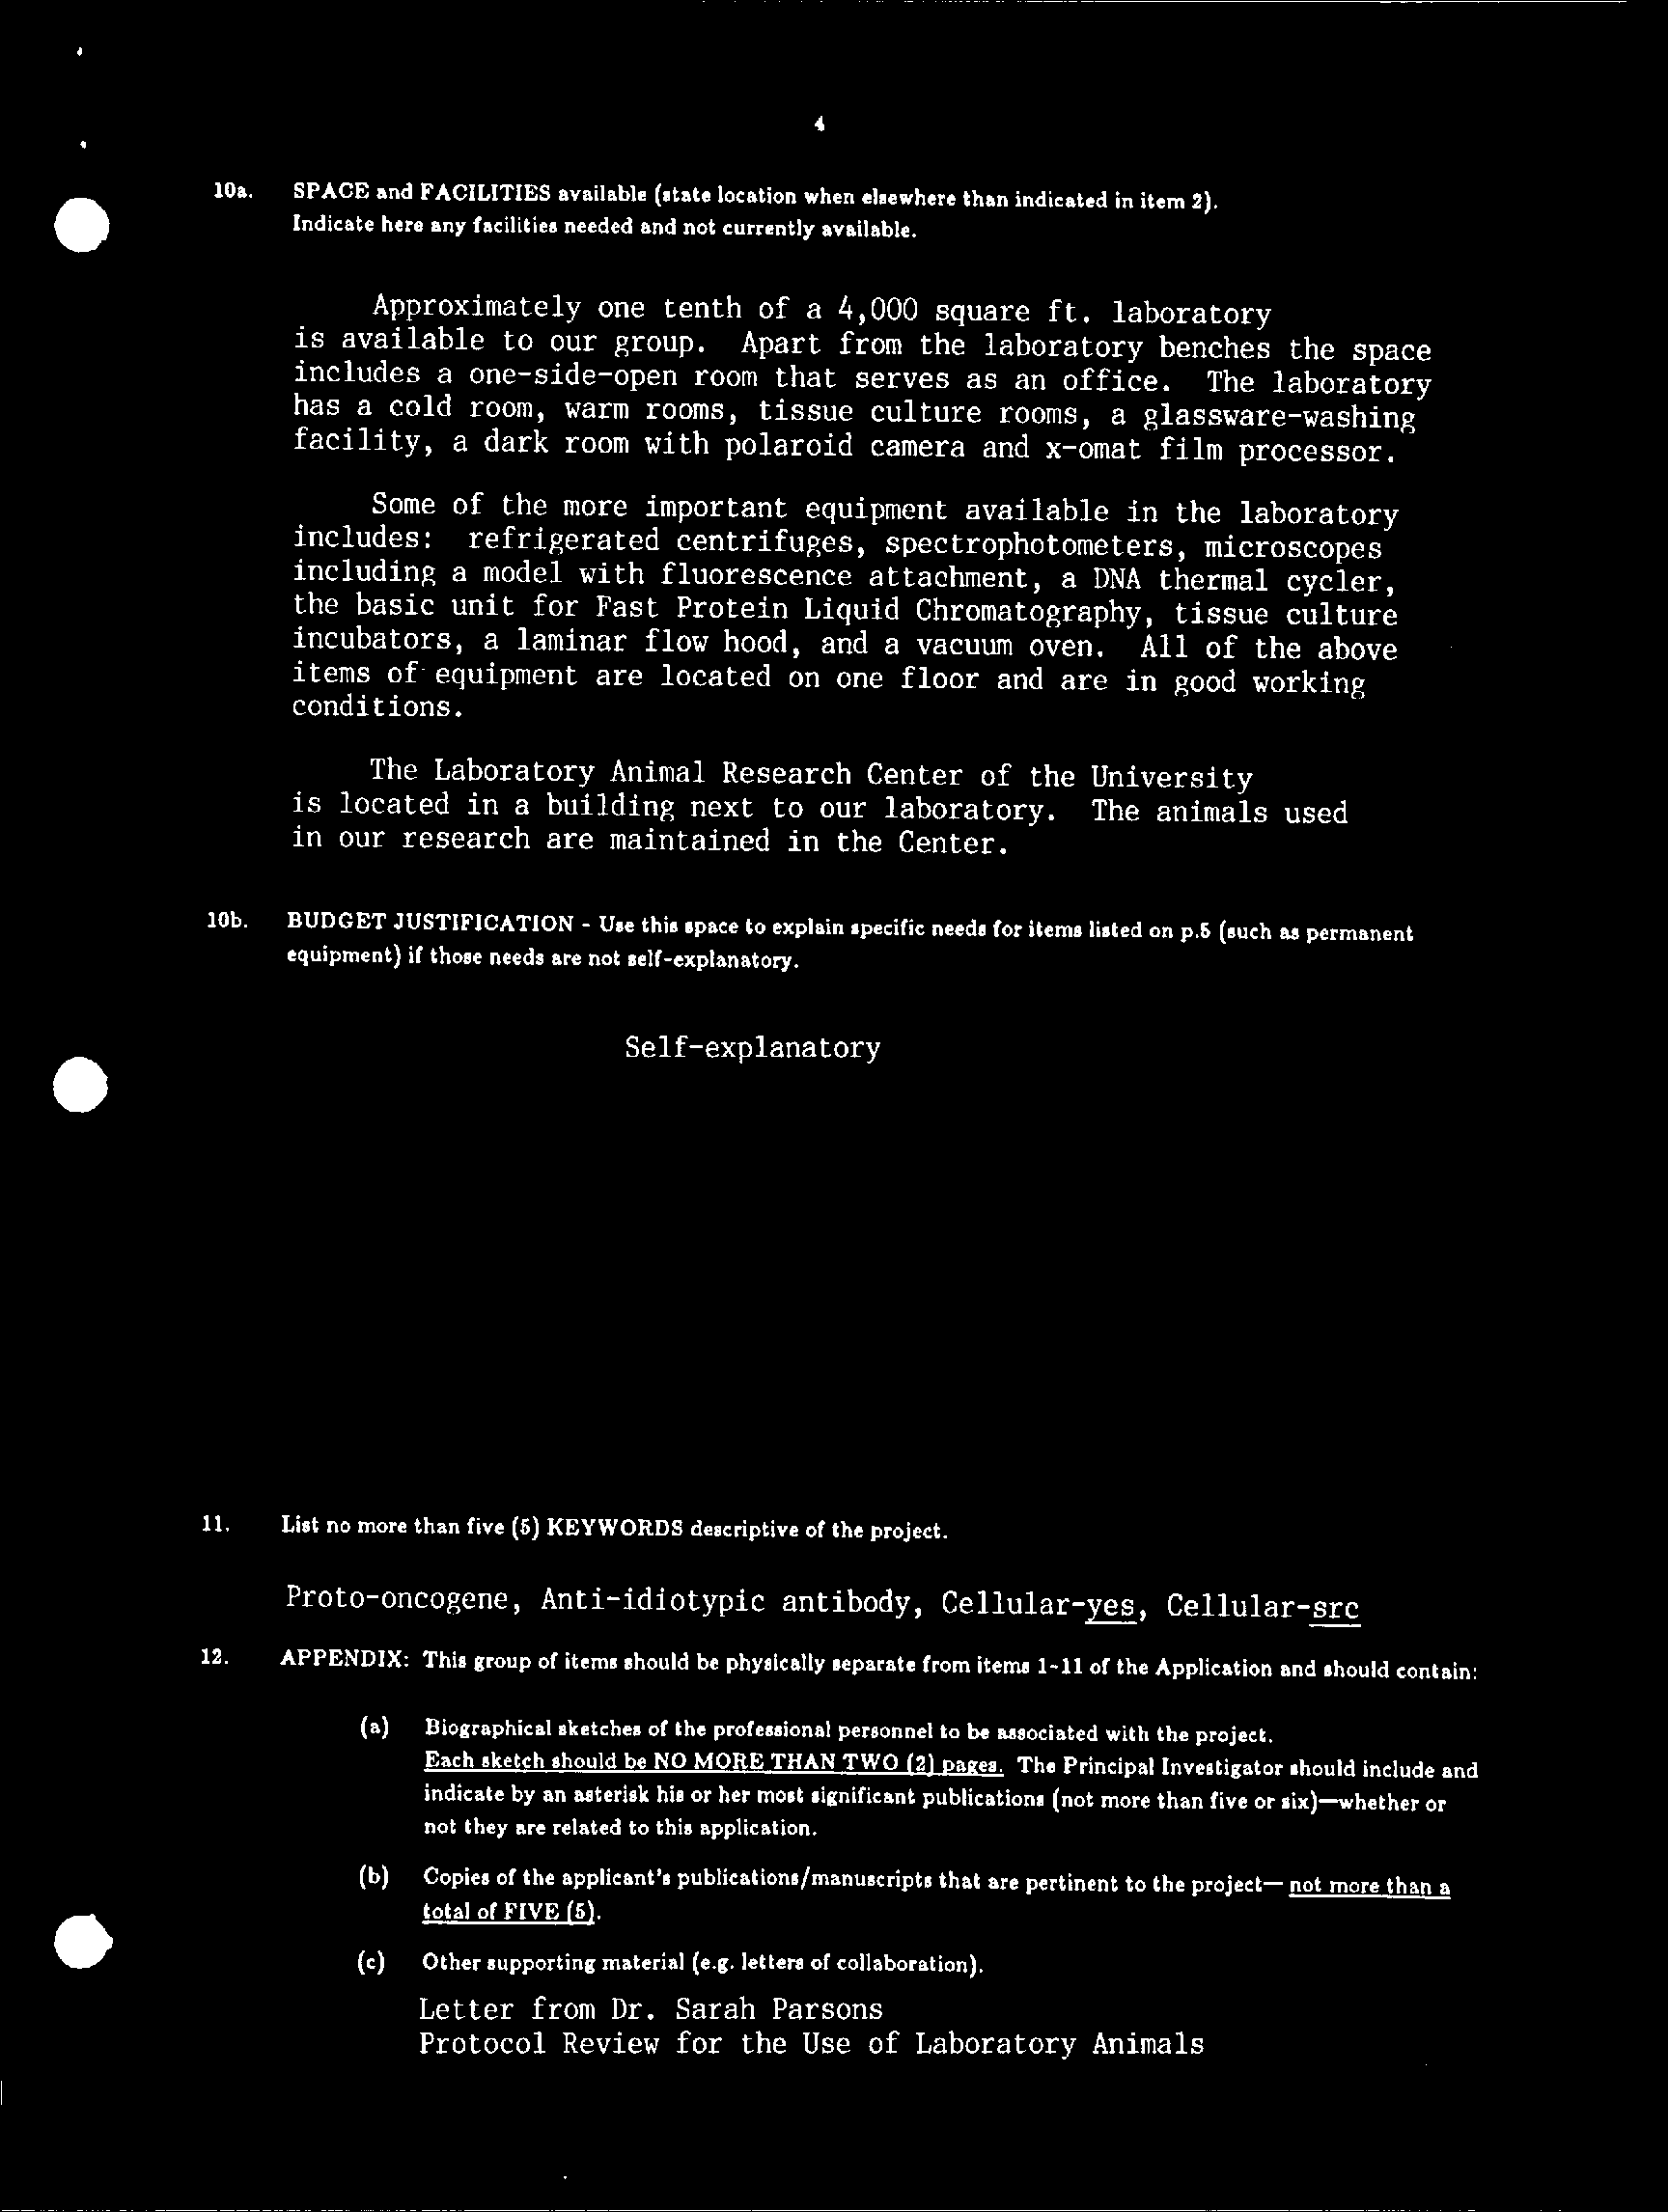 4
10a. SPACE and FACILITIES available (state location when elsewhere than indicated in item 2).
Indicate here any facilities needed and not currently available.
Approximately one tenth of a 4,000 square ft. laboratory
is available to our group. Apart from the laboratory benches the space
includes a one-side-open room that serves as an office. The laboratory
has a cold room, warm rooms, tissue culture rooms, a glassware-washing
facility, a dark room with polaroid camera and x-omat film processor.
Some of the more important equipment available in the laboratory
includes: refrigerated centrifuges, spectrophotometers, microscopes
including a model with fluorescence attachment, a DNA thermal cycler,
the basic unit for Fast Protein Liquid Chromatography, tissue culture
incubators, a laminar flow hood, and a vacuum oven. All of the above
items of equipment are located on one floor and are in good working
conditions.
The Laboratory Animal Research Center of the University
is located in a building next to our laboratory. The animals used
in our research are maintained in the Center.
10b. BUDGET JUSTIFICATION - Use this space to explain specific needs for items listed on p.5 (such as permanent
equipment) if those needs are not self-explanatory.
Self-explanatory
11. List no more than five (5) KEYWORDS descriptive of the project.
Proto-oncogene, Anti-idiotypic antibody, Cellular-yes, Cellular-src
12. APPENDIX: This group of items should be physically separate from items 1-11 of the Application and should contain:
(a) Biographical sketches of the professional personnel to be associated with the project.
Each sketch should be NO MORE THAN TWO (2) pages. The Principal Investigator should include and
indicate by an asterisk his or her most significant publications (not more than five or six)—whether or
not they are related to this application.
(b) Copies of the applicant's publications/manuscripts that are pertinent to the project— not more than a
total of FIVE (5).
(c) Other supporting material (e.g. letters of collaboration).
Letter from Dr. Sarah Parsons
Protocol Review for the Use of Laboratory Animals